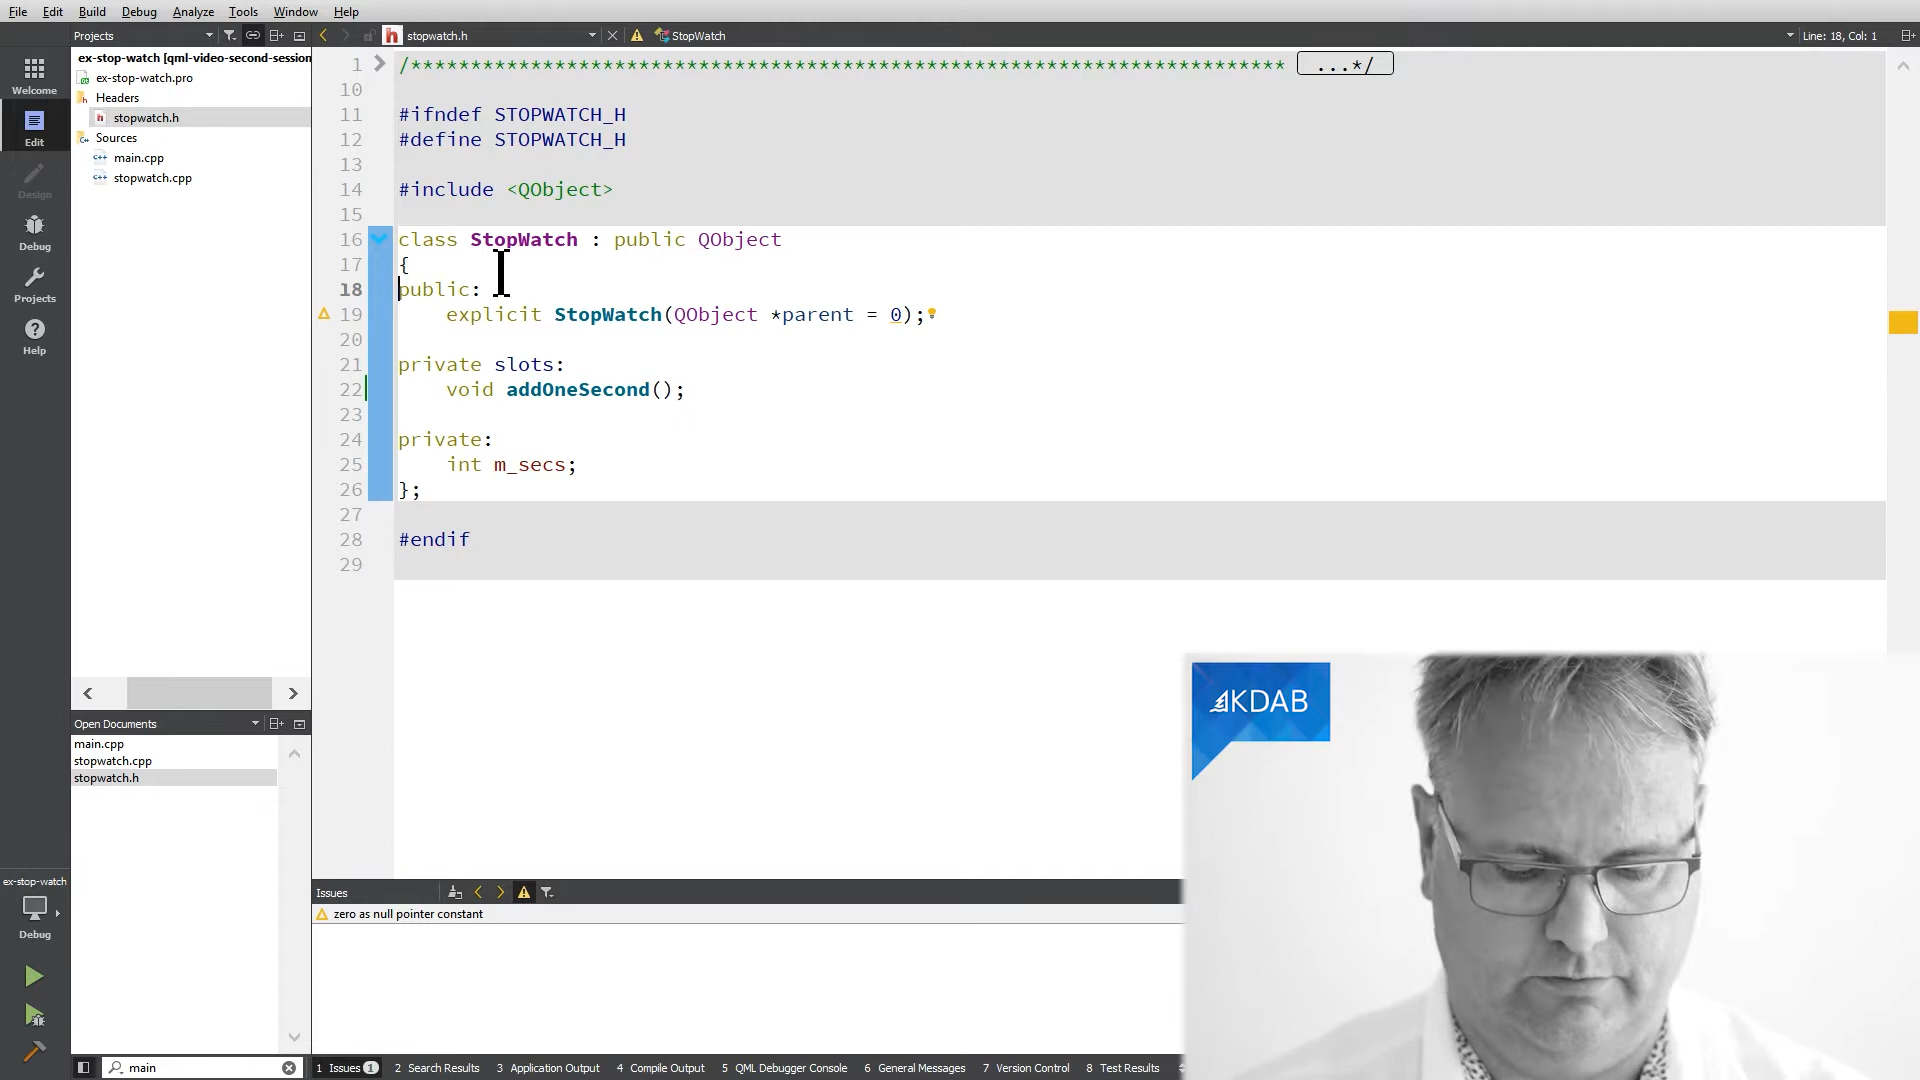 File Edit Build Debug Analyze Tools Window Help
Projects
stopwatch.h
StopWatch
Line: 18, Col: 1
Welcome
Edit
Design
Debug
Projects
Help
ex-stop-watch [qml-video-second-session
ex-stop-watch.pro
Headers
stopwatch.h
Sources
main.cpp
stopwatch.cpp
1 /************************************************************************* ...*/
10
11 #ifndef STOPWATCH_H
12 #define STOPWATCH_H
13
14 #include <QObject>
15
16 class StopWatch : public QObject
17 {
18 public:
19 explicit StopWatch(QObject *parent = 0);
20
21 private slots:
22 void addOneSecond();
23
24 private:
25 int m_secs;
26 };
27
28 #endif
29
Open Documents
main.cpp
stopwatch.cpp
stopwatch.h
KDAB
Issues
zero as null pointer constant
ex-stop-watch
Debug
main
1 Issues 1 2 Search Results 3 Application Output 4 Compile Output 5 QML Debugger Console 6 General Messages 7 Version Control 8 Test Results